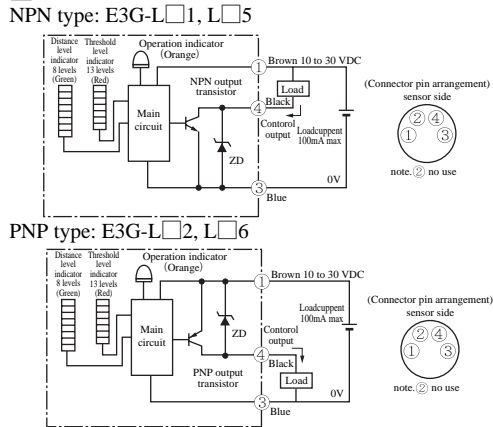 NPN type: E3G-L□1, L□5
Distance level indicator 8 levels (Green)
Threshold level indicator 13 levels (Red)
Operation indicator (Orange)
Main circuit
NPN output transistor
ZD
① Brown 10 to 30 VDC
Load
④ Black
Contorol output
Loadcuppent 100mA max
0V
③ Blue
(Connector pin arrangement)
sensor side
② ④
① ③
note.② no use
PNP type: E3G-L□2, L□6
Distance level indicator 8 levels (Green)
Threshold level indicator 13 levels (Red)
Operation indicator (Orange)
Main circuit
PNP output transistor
ZD
① Brown 10 to 30 VDC
Loadcuppent 100mA max
Contorol output
④ Black
Load
0V
③ Blue
(Connector pin arrangement)
sensor side
② ④
① ③
note.② no use